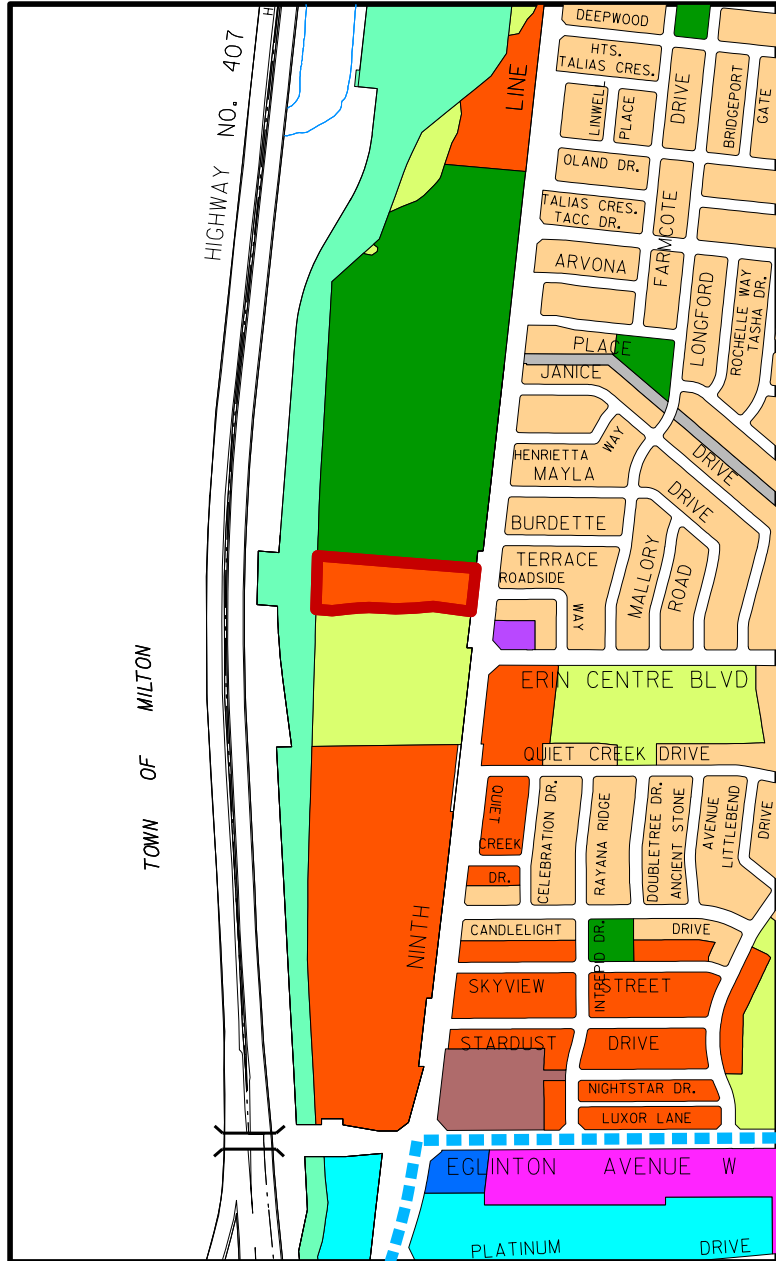 DEEPWOOD
HTS.
TALIAS CRES.
HIGHWAY NO. 407
LINE
LINWELL
PLACE
DRIVE
BRIDGEPORT
GATE
OLAND DR.
TALIAS CRES.
TACC DR.
FARMCOTE
ARVONA
LONGFORD
ROCHELLE WAY
TASHA DR.
PLACE
JANICE
WAY
HENRIETTA
MAYLA
DRIVE
DRIVE
BURDETTE
TERRACE
ROADSIDE
WAY
MALLORY
ROAD
ERIN CENTRE BLVD
TOWN OF MILTON
QUIET CREEK DRIVE
QUIET
CREEK
DR.
CELEBRATION DR.
RAYANA RIDGE
DOUBLETREE DR.
ANCIENT STONE
AVENUE
LITTLEBEND
DRIVE
NINTH
CANDLELIGHT DRIVE
INTREPID DR.
SKYVIEW STREET
STARDUST DRIVE
NIGHTSTAR DR.
LUXOR LANE
EGLINTON AVENUE W
PLATINUM DRIVE